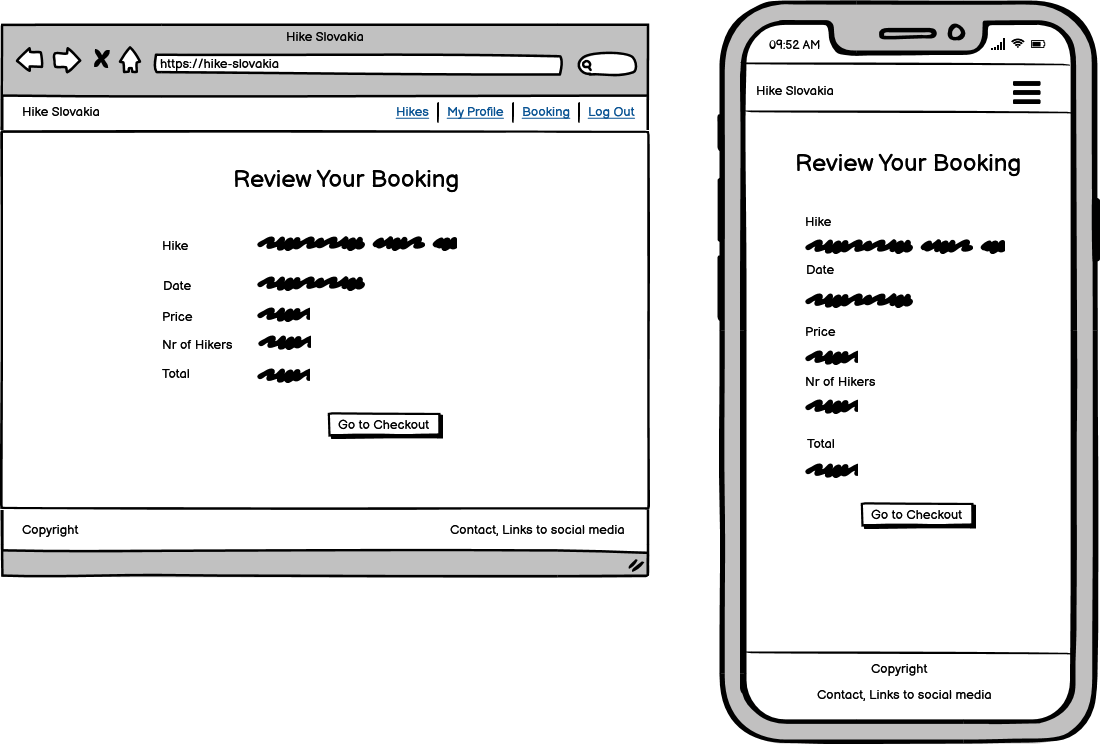 Hike Slovakia
https://hike-slovakia
Hike Slovakia Hikes My Profile Booking Log Out
Review Your Booking
Hike
Date
Price
Nr of Hikers
Total
Go to Checkout
Copyright Contact, Links to social media
09:52 AM
Hike Slovakia
Review Your Booking
Hike
Date
Price
Nr of Hikers
Total
Go to Checkout
Copyright
Contact, Links to social media